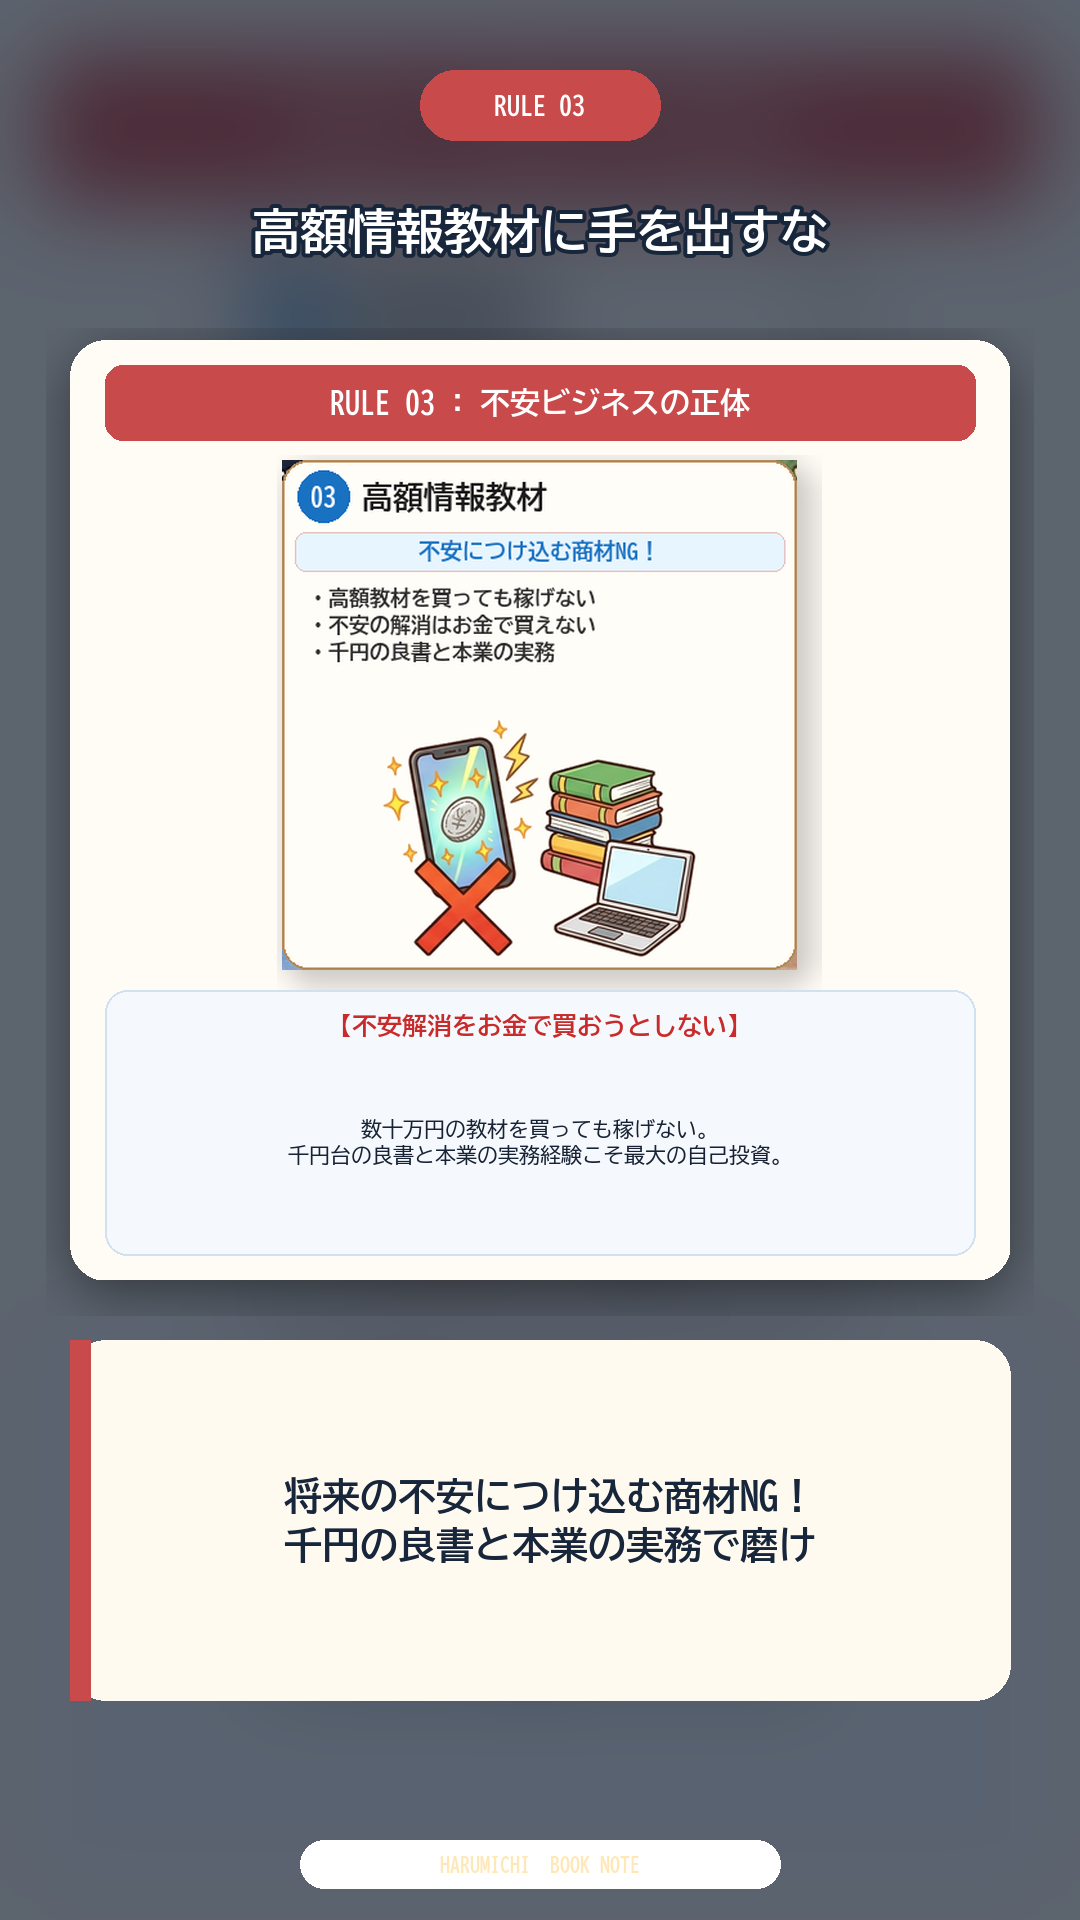 RULE 03
高額情報教材に手を出すな
RULE 03 : 不安ビジネスの正体
03 高額情報教材
不安につけ込む商材NG！
・高額教材を買っても稼げない
・不安の解消はお金で買えない
・千円の良書と本業の実務
¥
【不安解消をお金で買おうとしない】
数十万円の教材を買っても稼げない。
千円台の良書と本業の実務経験こそ最大の自己投資。
将来の不安につけ込む商材NG！
千円の良書と本業の実務で磨け
HARUMICHI BOOK NOTE